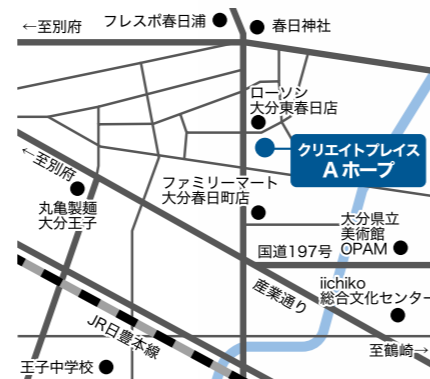 ←至別府
フレスポ春日浦
春日神社
ローソン
大分東春日店
クリエイトプレイス
Aホープ
←至別府
ファミリーマート
大分春日町店
丸亀製麺
大分王子
大分県立
美術館
OPAM
国道197号
iichiko
総合文化センター
産業通り
JR日豊本線
至鶴崎→
王子中学校